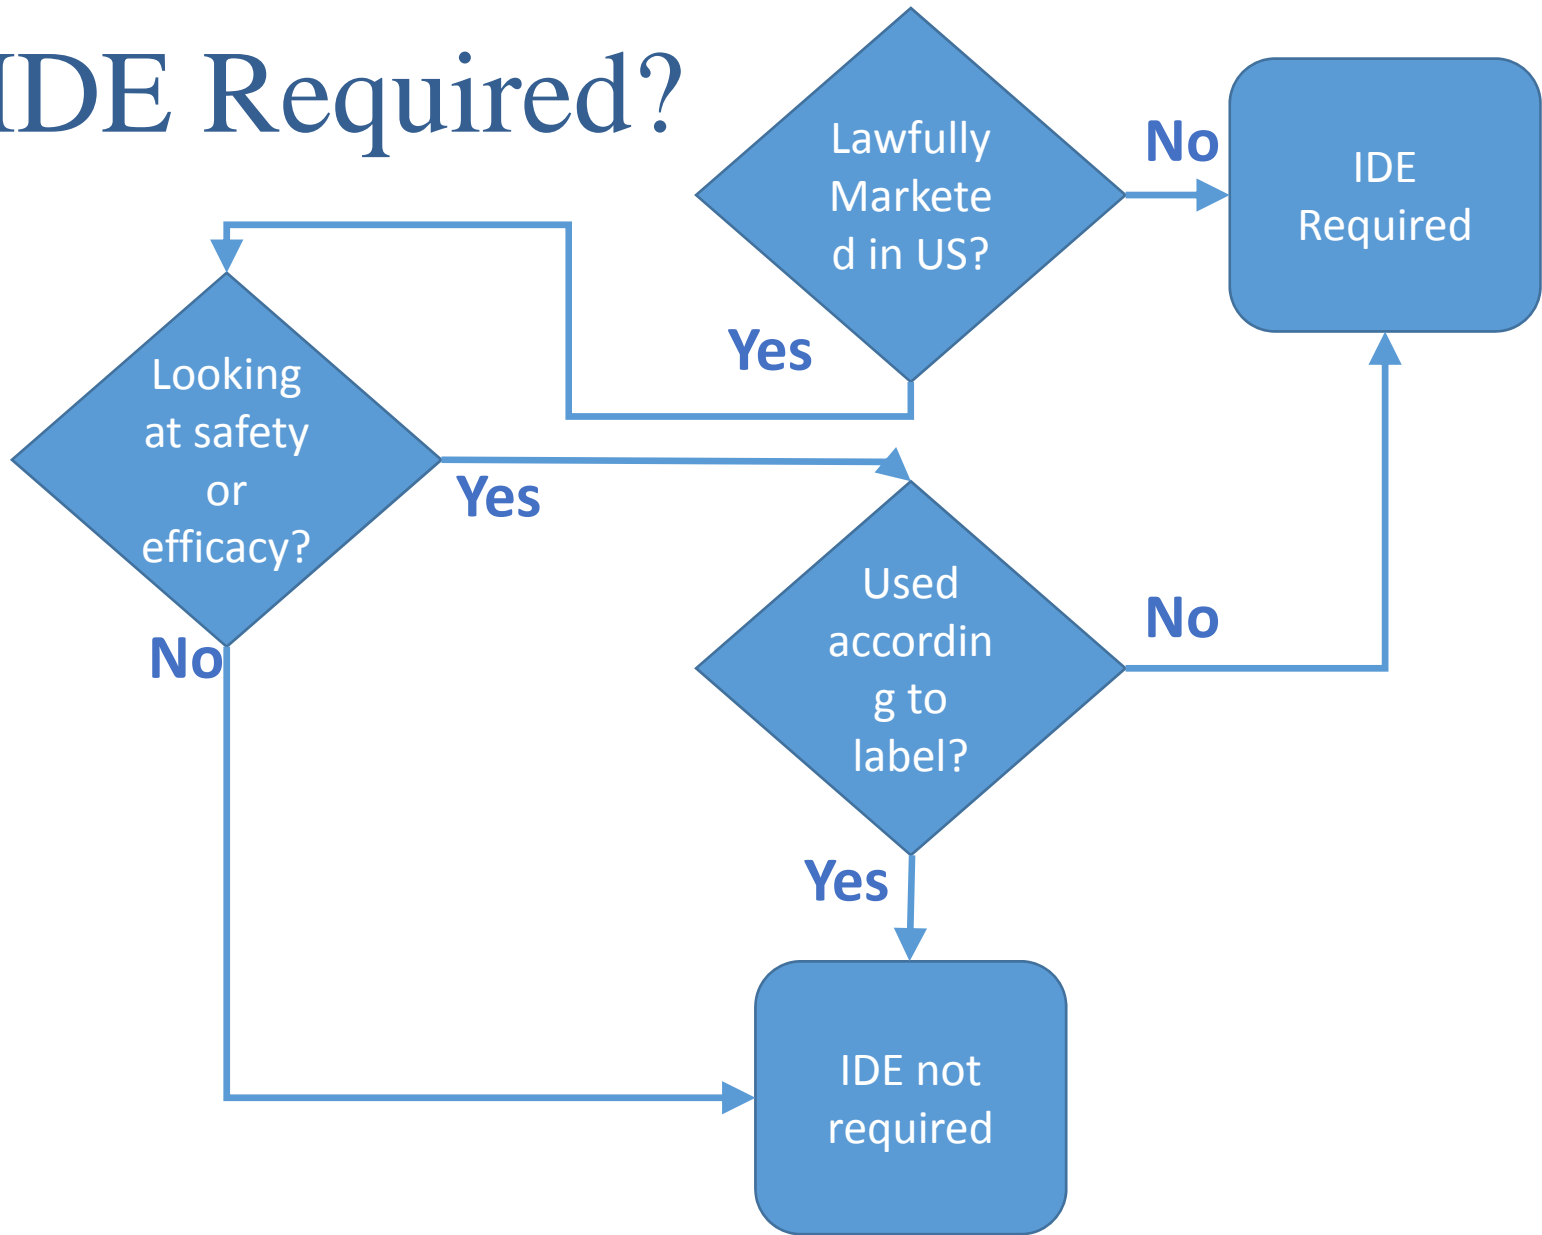 IDE Required?
Lawfully
Markete
d in US?
No
IDE
Required
Yes
Looking
at safety
or
efficacy?
Yes
No
Used
accordin
g to
label?
No
Yes
IDE not
required